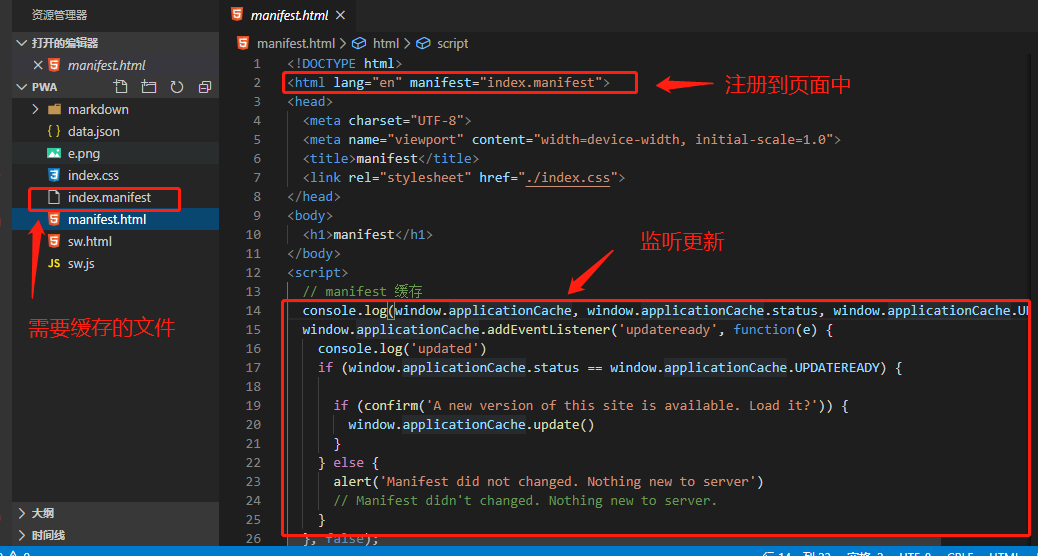 资源管理器
打开的编辑器
manifest.html
PWA
markdown
data.json
e.png
index.css
index.manifest
manifest.html
sw.html
JS sw.js
需要缓存的文件
大纲
时间线
manifest.html
manifest.html > html > script
1 <!DOCTYPE html>
2 <html lang="en" manifest="index.manifest">
注册到页面中
3 <head>
4 <meta charset="UTF-8">
5 <meta name="viewport" content="width=device-width, initial-scale=1.0">
6 <title>manifest</title>
7 <link rel="stylesheet" href="./index.css">
8 </head>
9 <body>
10 <h1>manifest</h1>
监听更新
11 </body>
12 <script>
13 // manifest 缓存
14 console.log(window.applicationCache, window.applicationCache.status, window.applicationCache.
15 window.applicationCache.addEventListener('updateready', function(e) {
16 console.log('updated')
17 if (window.applicationCache.status == window.applicationCache.UPDATEREADY) {
18
19 if (confirm('A new version of this site is available. Load it?')) {
20 window.applicationCache.update()
21 }
22 } else {
23 alert('Manifest did not changed. Nothing new to server')
24 // Manifest didn't changed. Nothing new to server.
25 }
26 }, false);